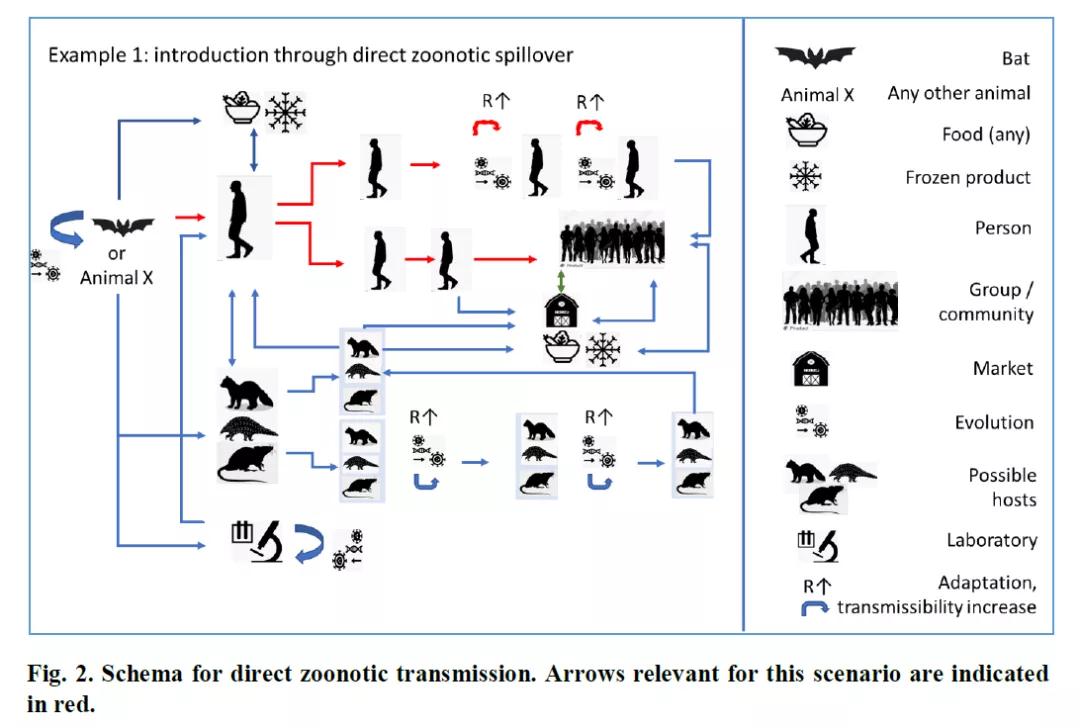 Example 1: introduction through direct zoonotic spillover
R↑
R↑
or
Animal X
R↑
R↑
Bat
Animal X
Any other animal
Food (any)
Frozen product
Person
Group /
community
Market
Evolution
Possible
hosts
Laboratory
R↑
Adaptation,
transmissibility increase
Fig. 2. Schema for direct zoonotic transmission. Arrows relevant for this scenario are indicated
in red.